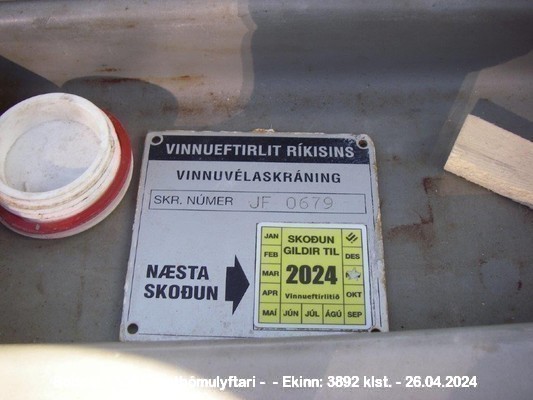 VINNUEFTIRLIT RÍKISINS
VINNUVÉLASKRÁNING
SKR. NÚMER JF 0679
NÆSTA
SKOÐUN
JAN
FEB
MAR
APR
MAÍ JÚN JÚL ÁGÚ SEP
OKT
DES
SKOÐUN
GILDIR TIL
2024
Vinnueftirlitið
- - Ekinn: 3892 klst. - 26.04.2024